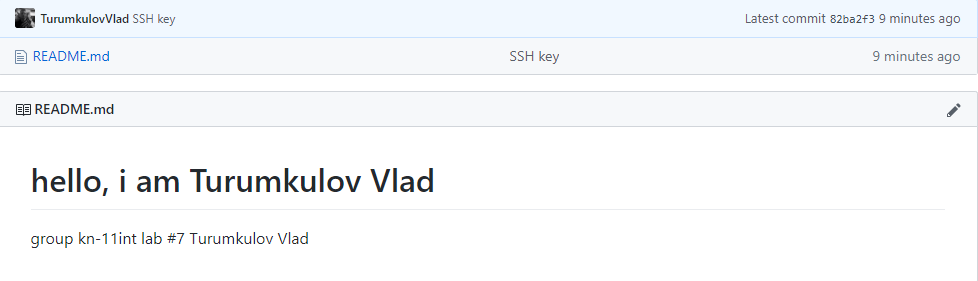 TurumkulovVlad SSH key Latest commit 82ba2f3 9 minutes ago
README.md SSH key 9 minutes ago
README.md
hello, i am Turumkulov Vlad
group kn-11int lab #7 Turumkulov Vlad